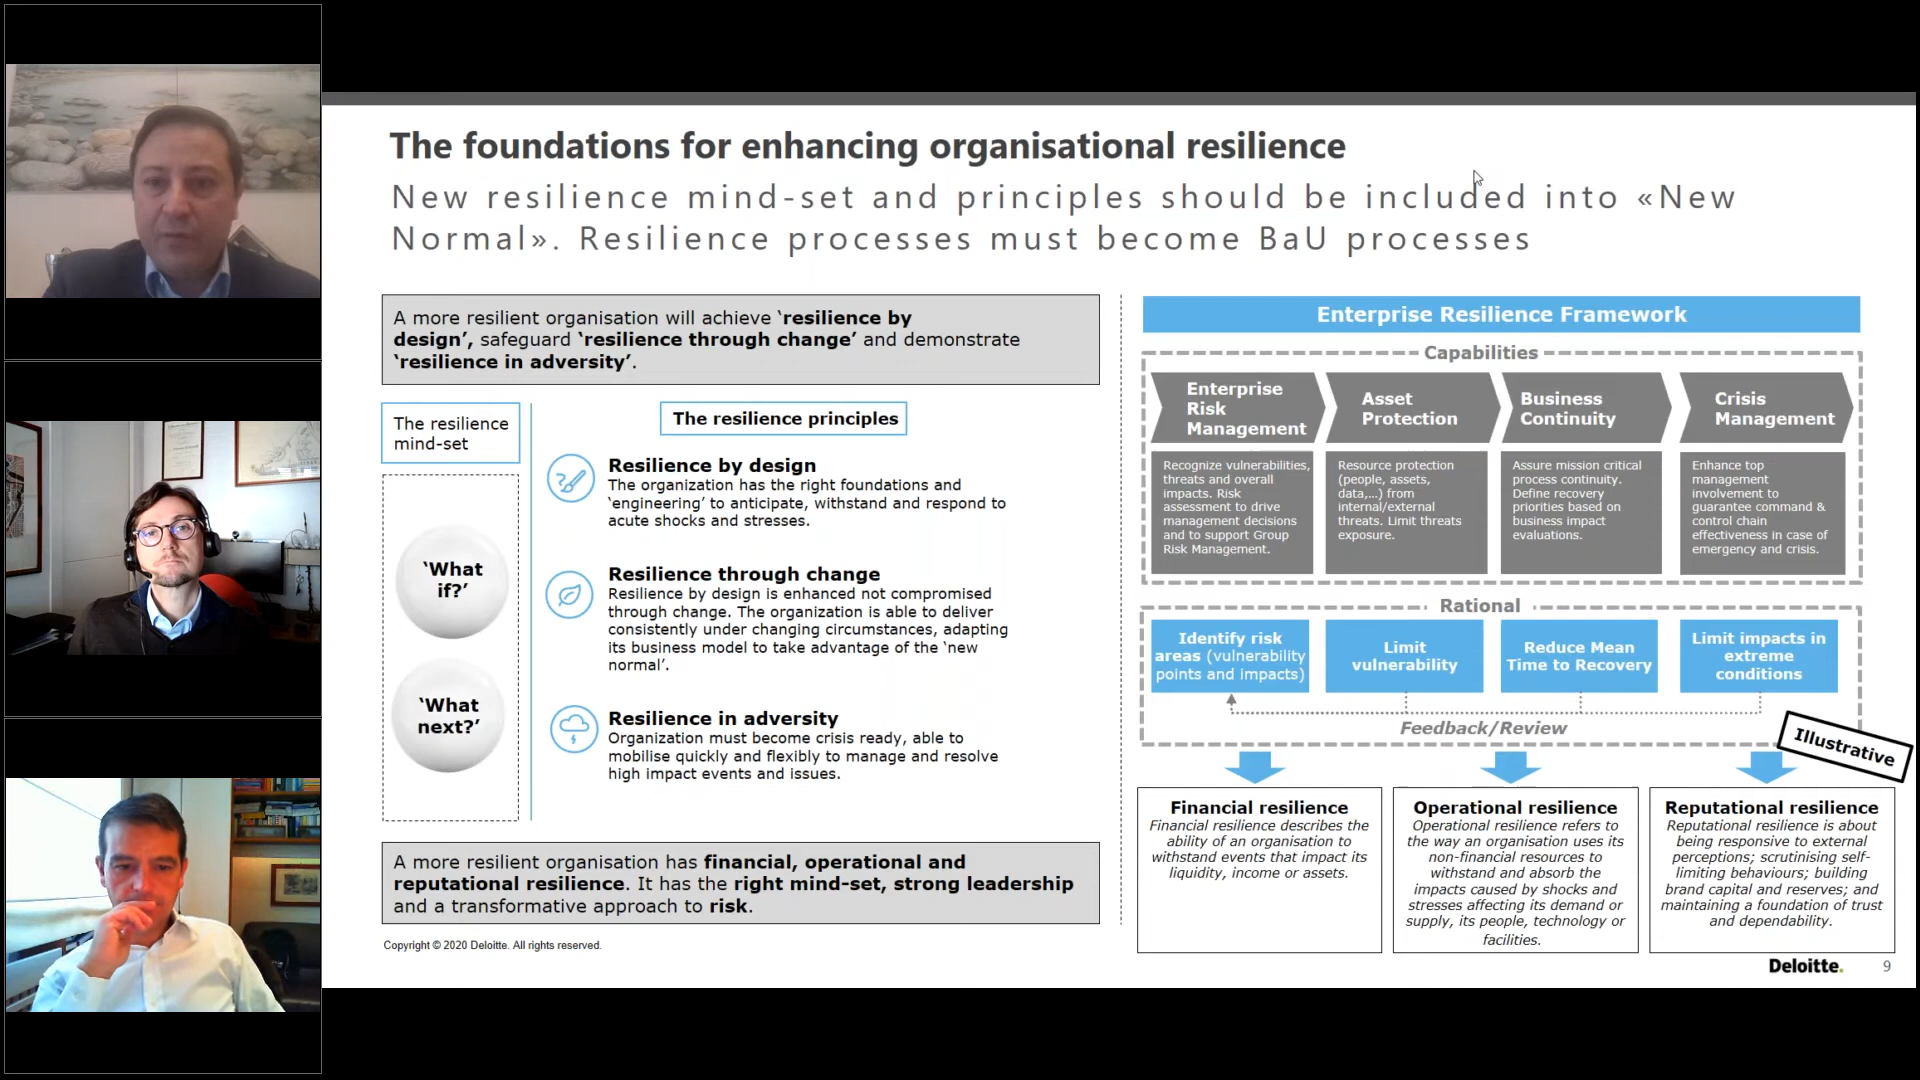 The foundations for enhancing organisational resilience
New resilience mind-set and principles should be included into «New
Normal». Resilience processes must become BaU processes
A more resilient organisation will achieve ‘resilience by
design’, safeguard ‘resilience through change’ and demonstrate
‘resilience in adversity’.
The resilience
mind-set
‘What
if?’
‘What
next?’
The resilience principles
Resilience by design
The organization has the right foundations and
‘engineering’ to anticipate, withstand and respond to
acute shocks and stresses.
Resilience through change
Resilience by design is enhanced not compromised
through change. The organization is able to deliver
consistently under changing circumstances, adapting
its business model to take advantage of the ‘new
normal’.
Resilience in adversity
Organization must become crisis ready, able to
mobilise quickly and flexibly to manage and resolve
high impact events and issues.
A more resilient organisation has financial, operational and
reputational resilience. It has the right mind-set, strong leadership
and a transformative approach to risk.
Copyright © 2020 Deloitte. All rights reserved.
Enterprise Resilience Framework
Capabilities
Enterprise
Risk
Management
Recognize vulnerabilities,
threats and overall
impacts. Risk
assessment to drive
management decisions
and to support Group
Risk Management.
Asset
Protection
Resource protection
(people, assets,
data,…) from
internal/external
threats. Limit threats
exposure.
Business
Continuity
Assure mission critical
process continuity.
Define recovery
priorities based on
business impact
evaluations.
Crisis
Management
Enhance top
management
involvement to
guarantee command &
control chain
effectiveness in case of
emergency and crisis.
Rational
Identify risk
areas (vulnerability
points and impacts)
Limit
vulnerability
Reduce Mean
Time to Recovery
Limit impacts in
extreme
conditions
Feedback/Review
Illustrative
Financial resilience
Financial resilience describes the
ability of an organisation to
withstand events that impact its
liquidity, income or assets.
Operational resilience
Operational resilience refers to
the way an organisation uses its
non-financial resources to
withstand and absorb the
impacts caused by shocks and
stresses affecting its demand or
supply, its people, technology or
facilities.
Reputational resilience
Reputational resilience is about
being responsive to external
perceptions; scrutinising self-
limiting behaviours; building
brand capital and reserves; and
maintaining a foundation of trust
and dependability.
Deloitte.
9